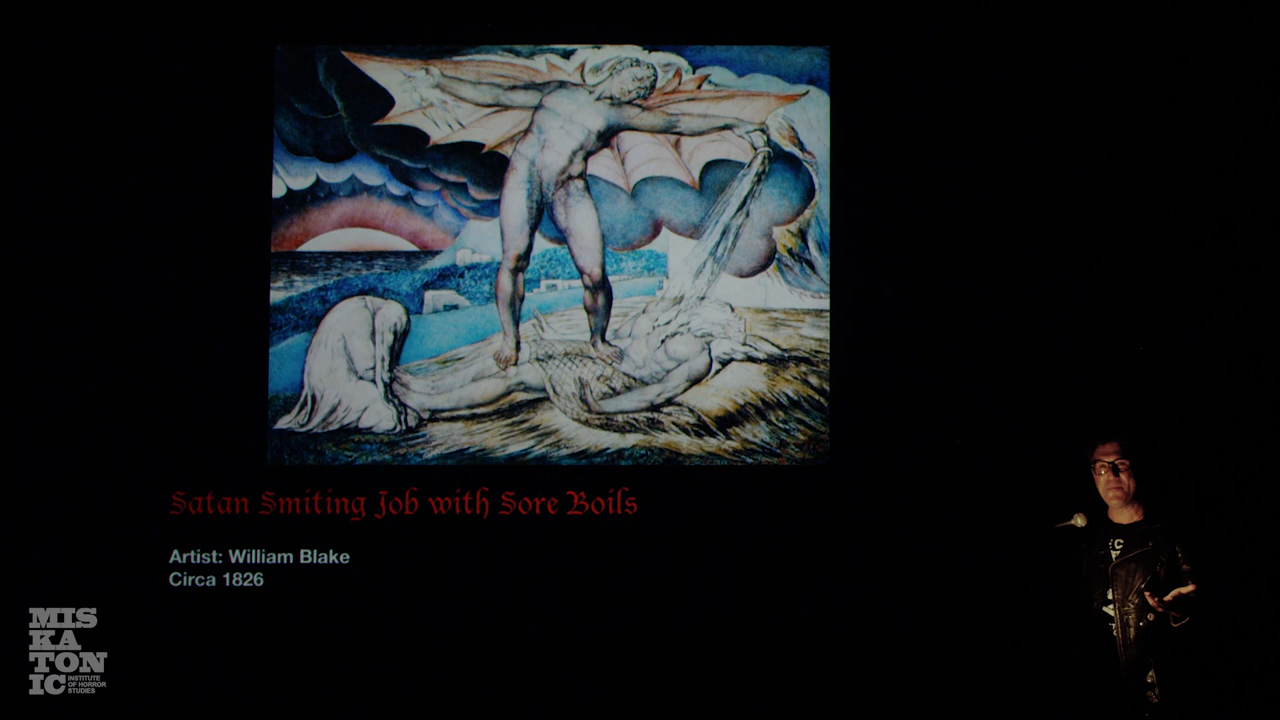 Satan Smiting Job with Sore Boils
Artist: William Blake
Circa 1826
MIS
KA
TON
IC
INSTITUTE
OF HORROR
STUDIES